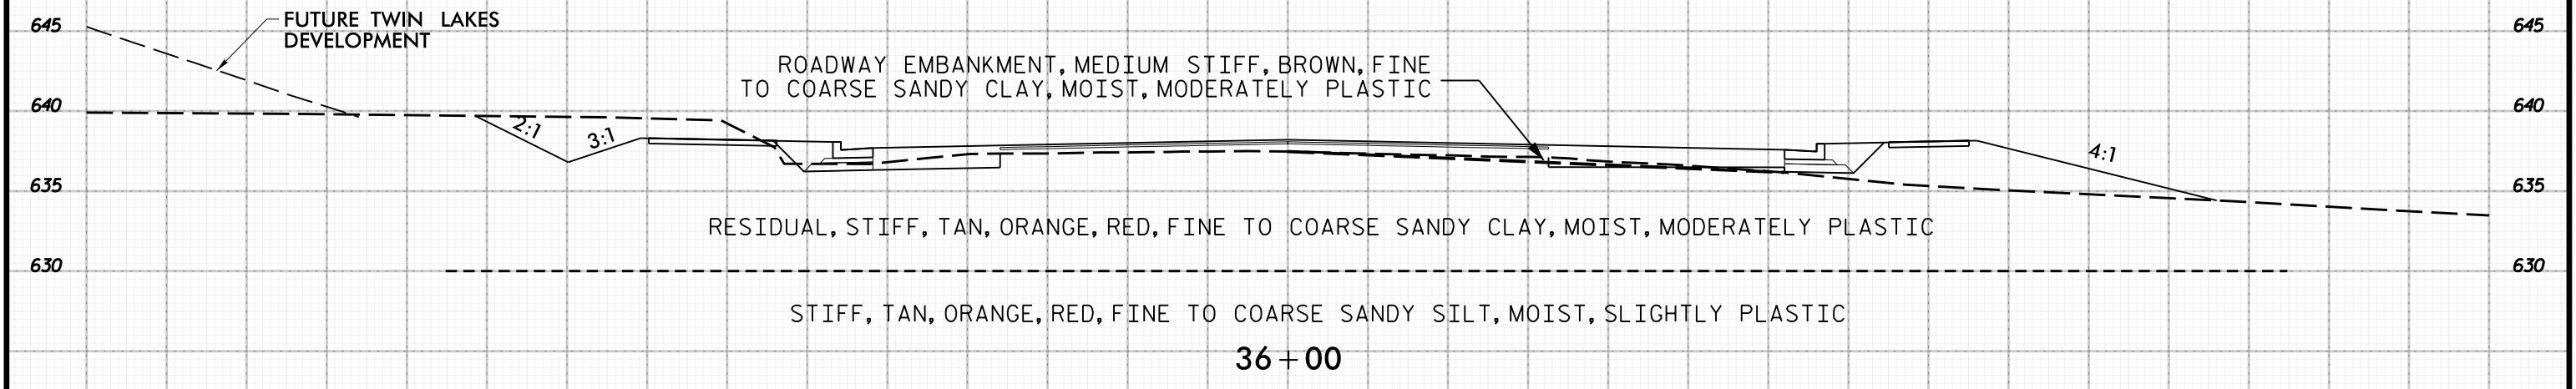 FUTURE TWIN LAKES
DEVELOPMENT
645
645
ROADWAY EMBANKMENT, MEDIUM STIFF, BROWN, FINE
TO COARSE SANDY CLAY, MOIST, MODERATELY PLASTIC
640
640
2:1
3:1
4:1
635
635
RESIDUAL, STIFF, TAN, ORANGE, RED, FINE TO COARSE SANDY CLAY, MOIST, MODERATELY PLASTIC
630
630
STIFF, TAN, ORANGE, RED, FINE TO COARSE SANDY SILT, MOIST, SLIGHTLY PLASTIC
36+00